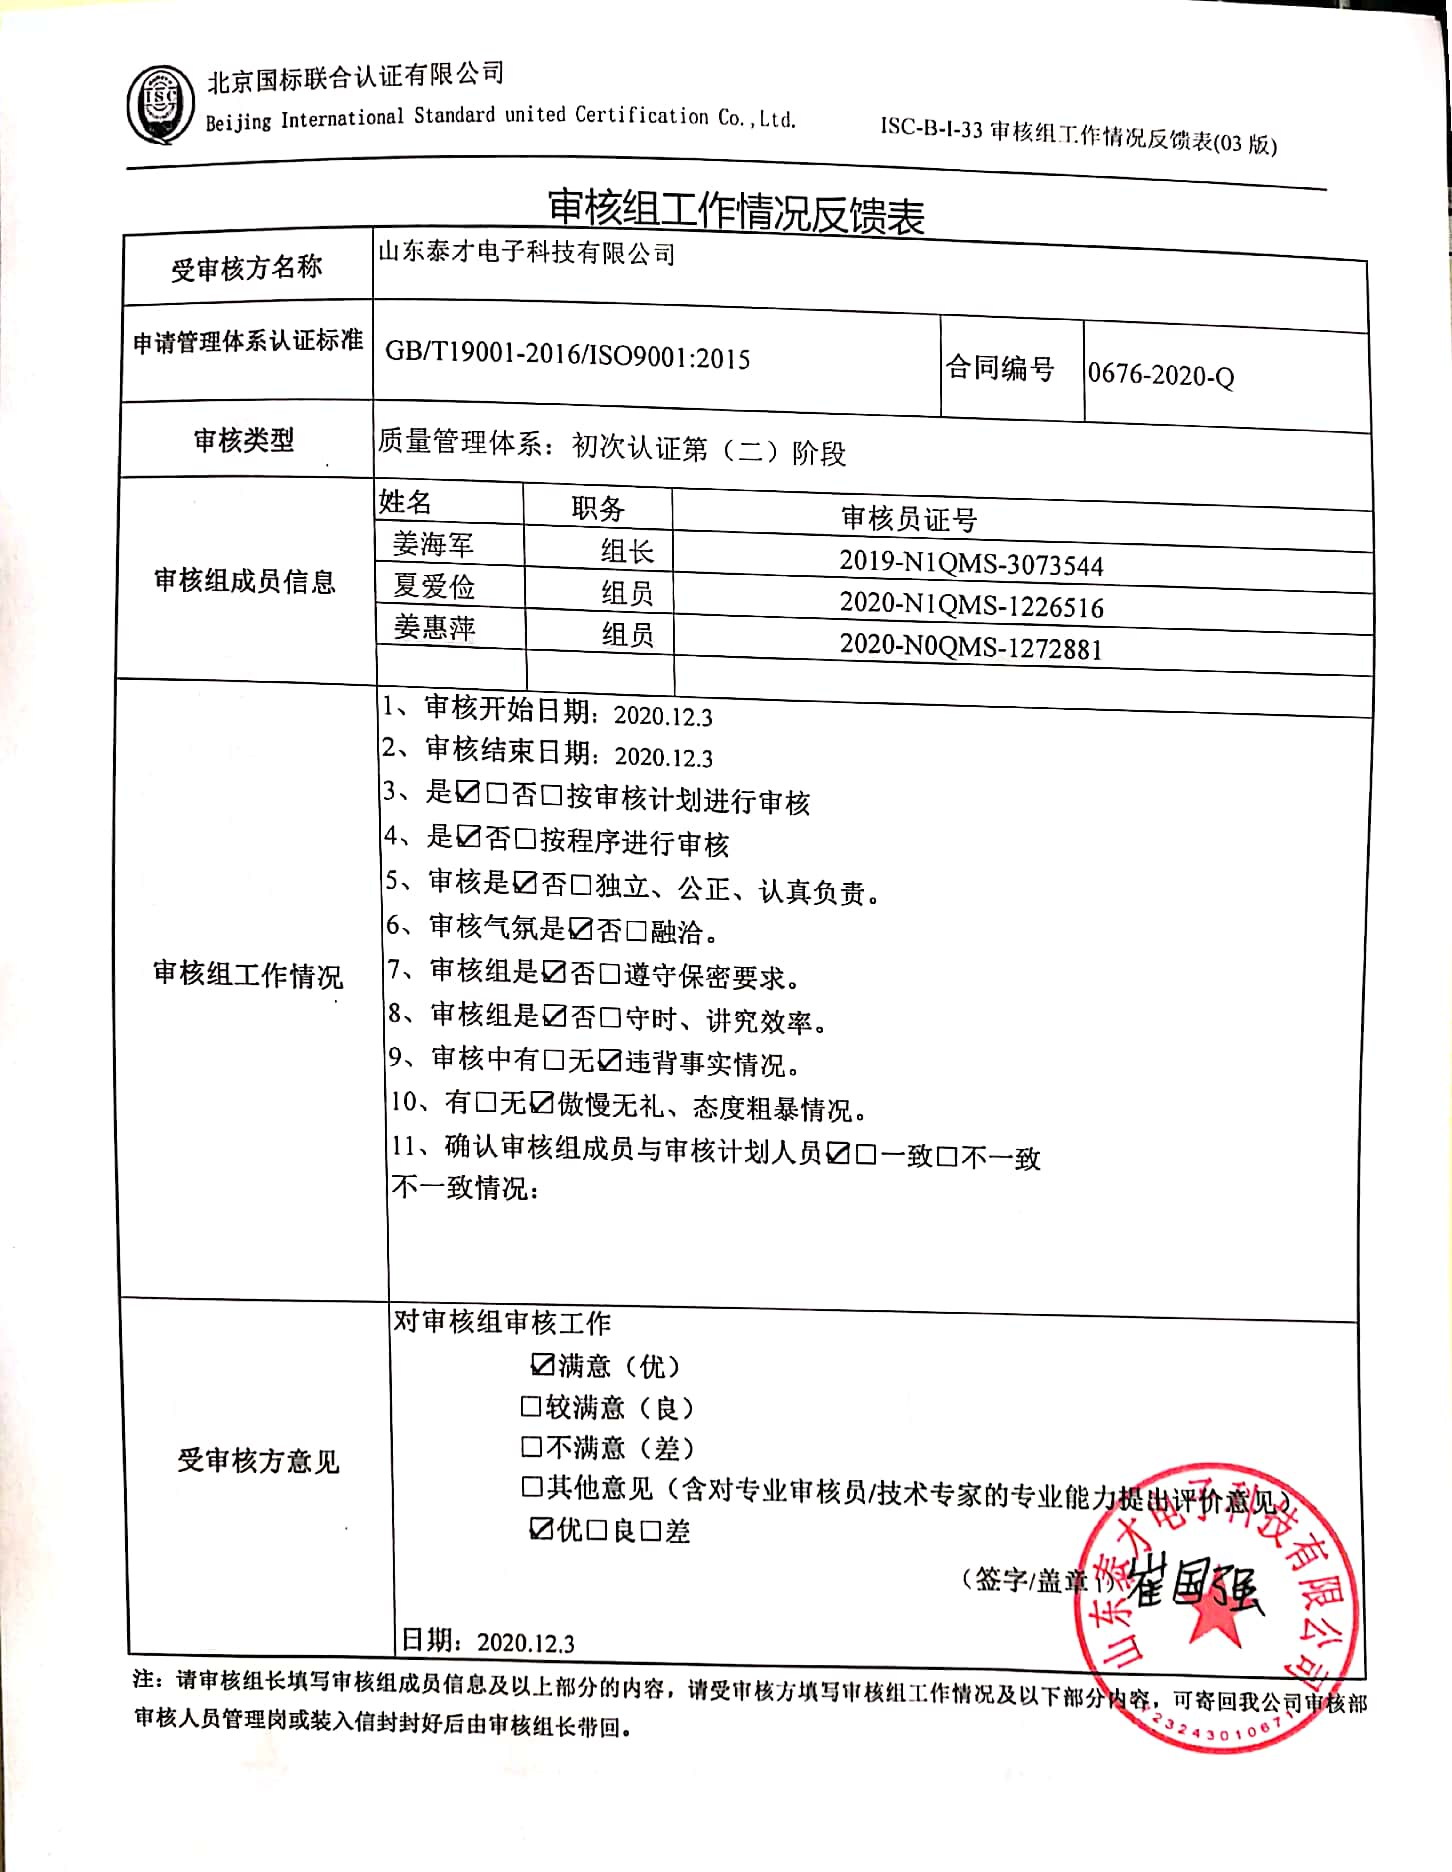 ISC
北京国标联合认证有限公司
Beijing International Standard united Certification Co.,Ltd.
ISC-B-I-33 审核组工作情况反馈表(03 版)
审核组工作情况反馈表
受审核方名称 山东泰才电子科技有限公司
申请管理体系认证标准 GB/T19001-2016/ISO9001:2015 合同编号 0676-2020-Q
审核类型 质量管理体系：初次认证第（二）阶段
审核组成员信息
姓名 职务 审核员证号
姜海军 组长 2019-N1QMS-3073544
夏爱俭 组员 2020-N1QMS-1226516
姜惠萍 组员 2020-N0QMS-1272881
审核组工作情况
1、审核开始日期：2020.12.3
2、审核结束日期：2020.12.3
3、是☑□否□按审核计划进行审核
4、是☑否□按程序进行审核
5、审核是☑否□独立、公正、认真负责。
6、审核气氛是☑否□融洽。
7、审核组是☑否□遵守保密要求。
8、审核组是☑否□守时、讲究效率。
9、审核中有□无☑违背事实情况。
10、有□无☑傲慢无礼、态度粗暴情况。
11、确认审核组成员与审核计划人员☑□一致□不一致
不一致情况：
受审核方意见
对审核组审核工作
☑满意（优）
□较满意（良）
□不满意（差）
□其他意见（含对专业审核员/技术专家的专业能力提出评价意见）
☑优□良□差
（签字/盖章）崔国强
山东泰才电子科技有限公司
日期：2020.12.3
注：请审核组长填写审核组成员信息及以上部分的内容，请受审核方填写审核组工作情况及以下部分内容，可寄回我公司审核部
审核人员管理岗或装入信封封好后由审核组长带回。